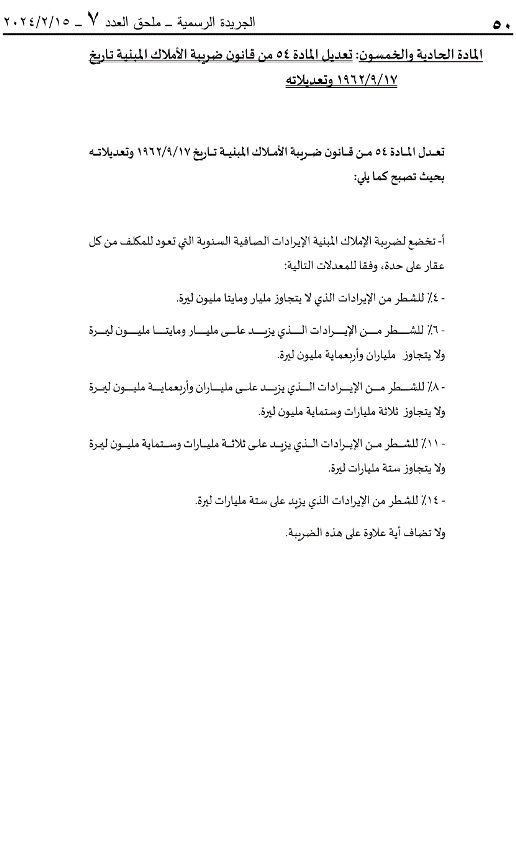 ٥٠ الجريدة الرسمية – ملحق العدد ٧ – ٢٠٢٤/٢/١٥
المادة الحادية والخمسون: تعديل المادة ٥٤ من قانون ضريبة الأملاك المبنية تاريخ
١٩٦٢/٩/١٧ وتعديلاته
تعدل المادة ٥٤ من قانون ضريبة الأملاك المبنية تاريخ ١٩٦٢/٩/١٧ وتعديلاته
بحيث تصبح كما يلي:
أ- تخضع لضريبة الإملاك المبنية الإيرادات الصافية السنوية التي تعود للمكلف من كل
عقار على حدة، وفقا للمعدلات التالية:
- ٤٪ للشطر من الإيرادات الذي لا يتجاوز مليار ومايتا مليون ليرة.
- ٦٪ للشطر من الإيرادات الذي يزيد على مليار ومايتا مليون ليرة
ولا يتجاوز ملياران وأربعماية مليون ليرة.
- ٨٪ للشطر من الإيرادات الذي يزيد على ملياران وأربعماية مليون ليرة
ولا يتجاوز ثلاثة مليارات وستماية مليون ليرة.
- ١١٪ للشطر من الإيرادات الذي يزيد على ثلاثة مليارات وستماية مليون ليرة
ولا يتجاوز ستة مليارات ليرة.
- ١٤٪ للشطر من الإيرادات الذي يزيد على ستة مليارات ليرة.
ولا تضاف أية علاوة على هذه الضريبة.